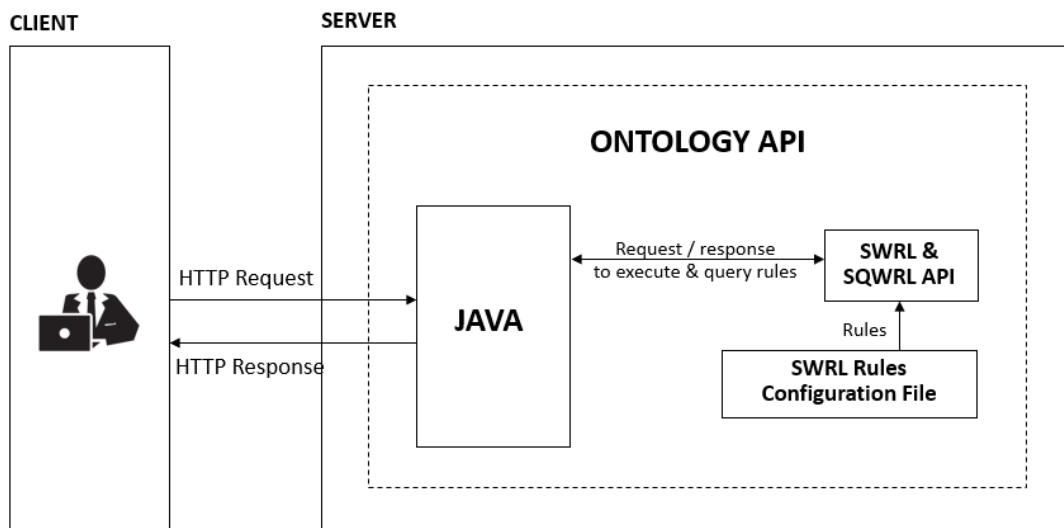 CLIENT
SERVER
ONTOLOGY API
HTTP Request
HTTP Response
JAVA
Request / response
to execute & query rules
SWRL &
SQWRL API
Rules
SWRL Rules
Configuration File